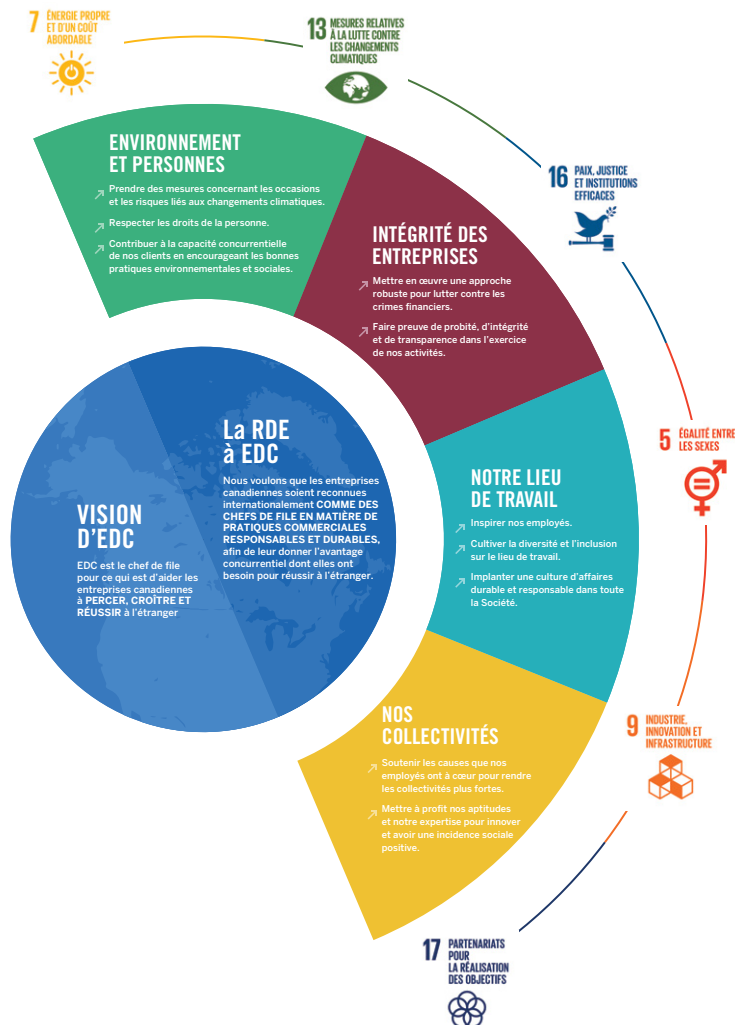 7 ÉNERGIE PROPRE
ET D'UN COÛT
ABORDABLE
13 MESURES RELATIVES
À LA LUTTE CONTRE
LES CHANGEMENTS
CLIMATIQUES
16 PAIX, JUSTICE
ET INSTITUTIONS
EFFICACES
5 ÉGALITÉ ENTRE
LES SEXES
9 INDUSTRIE,
INNOVATION ET
INFRASTRUCTURE
17 PARTENARIATS
POUR
LA RÉALISATION
DES OBJECTIFS
ENVIRONNEMENT
ET PERSONNES
Prendre des mesures concernant les occasions
et les risques liés aux changements climatiques.
Respecter les droits de la personne.
Contribuer à la capacité concurrentielle
de nos clients en encourageant les bonnes
pratiques environnementales et sociales.
INTÉGRITÉ DES
ENTREPRISES
Mettre en œuvre une approche
robuste pour lutter contre les
crimes financiers.
Faire preuve de probité, d'intégrité
et de transparence dans l'exercice
de nos activités.
NOTRE LIEU
DE TRAVAIL
Inspirer nos employés.
Cultiver la diversité et l'inclusion
sur le lieu de travail.
Implanter une culture d'affaires
durable et responsable dans toute
la Société.
NOS
COLLECTIVITÉS
Soutenir les causes que nos
employés ont à cœur pour rendre
les collectivités plus fortes.
Mettre à profit nos aptitudes
et notre expertise pour innover
et avoir une incidence sociale
positive.
La RDE
à EDC
Nous voulons que les entreprises
canadiennes soient reconnues
internationalement COMME DES
CHEFS DE FILE EN MATIÈRE DE
PRATIQUES COMMERCIALES
RESPONSABLES ET DURABLES,
afin de leur donner l'avantage
concurrentiel dont elles ont
besoin pour réussir à l'étranger.
VISION
D'EDC
EDC est le chef de file
pour ce qui est d'aider les
entreprises canadiennes
à PERCER, CROÎTRE ET
RÉUSSIR à l'étranger